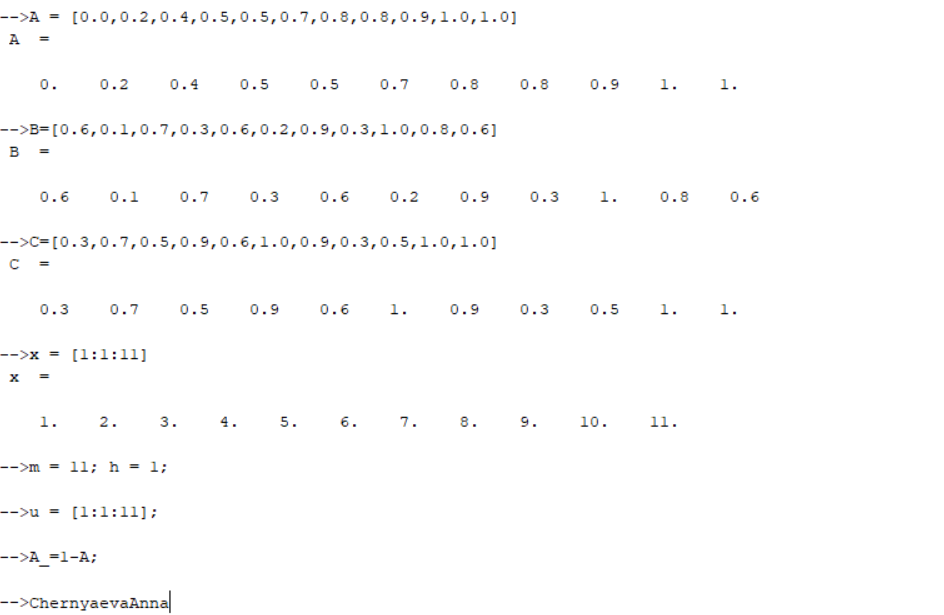 -->A = [0.0,0.2,0.4,0.5,0.5,0.7,0.8,0.8,0.9,1.0,1.0]
A =
0. 0.2 0.4 0.5 0.5 0.7 0.8 0.8 0.9 1. 1.
-->B=[0.6,0.1,0.7,0.3,0.6,0.2,0.9,0.3,1.0,0.8,0.6]
B =
0.6 0.1 0.7 0.3 0.6 0.2 0.9 0.3 1. 0.8 0.6
-->C=[0.3,0.7,0.5,0.9,0.6,1.0,0.9,0.3,0.5,1.0,1.0]
C =
0.3 0.7 0.5 0.9 0.6 1. 0.9 0.3 0.5 1. 1.
-->x = [1:1:11]
x =
1. 2. 3. 4. 5. 6. 7. 8. 9. 10. 11.
-->m = 11; h = 1;
-->u = [1:1:11];
-->A_=1-A;
-->ChernyaevaAnna